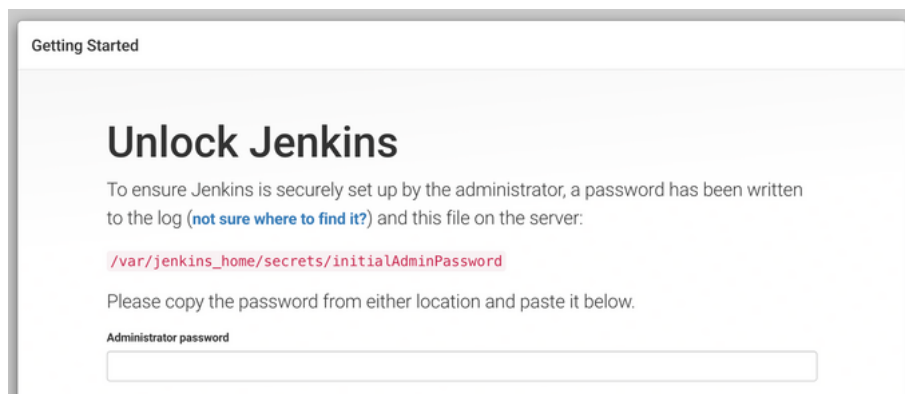 Getting Started
Unlock Jenkins
To ensure Jenkins is securely set up by the administrator, a password has been written
to the log (not sure where to find it?) and this file on the server:
/var/jenkins_home/secrets/initialAdminPassword
Please copy the password from either location and paste it below.
Administrator password